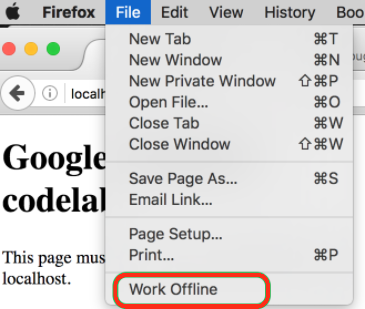 Firefox File Edit View History Boo
New Tab ⌘T
New Window ⌘N
New Private Window ⇧⌘P
Open File... ⌘O
Close Tab ⌘W
Close Window ⇧⌘W
localh
Google
Save Page As... ⌘S
codelal
Email Link...
Page Setup...
This page mus
Print... ⌘P
localhost.
Work Offline